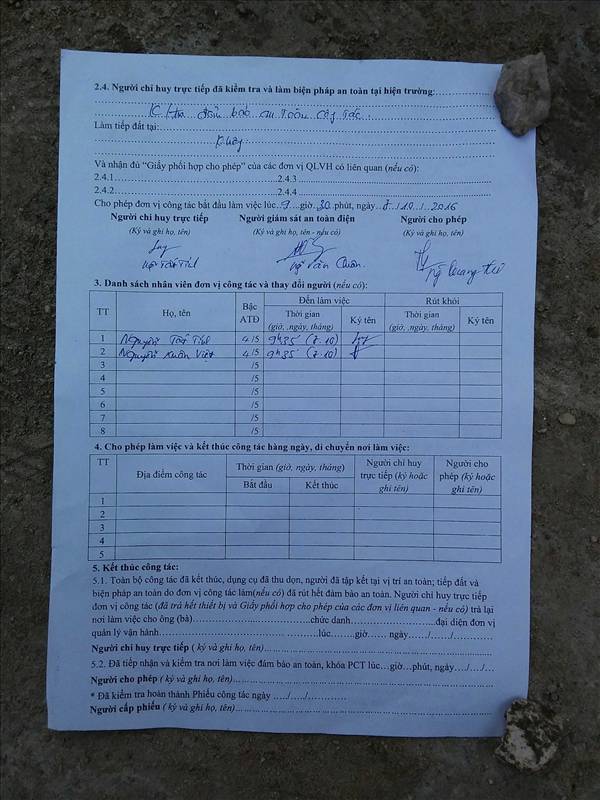 2.4. Người chỉ huy trực tiếp đã kiểm tra và làm biện pháp an toàn tại hiện trường:
đảm bảo an toàn công tác.
Làm tiếp đất tại:
Không
Và nhận đủ “Giấy phối hợp cho phép” của các đơn vị QLVH có liên quan (nếu có):
2.4.1 2.4.3
2.4.2 2.4.4
Cho phép đơn vị công tác bắt đầu làm việc lúc 9 giờ 30 phút, ngày 8/10/2016
Người chỉ huy trực tiếp Người giám sát an toàn điện Người cho phép
(Ký và ghi họ, tên) (Ký và ghi họ, tên - nếu có) (Ký và ghi họ, tên)
Quang
3. Danh sách nhân viên đơn vị công tác và thay đổi người (nếu có):
TT Họ, tên Bậc ATĐ Đến làm việc Rút khỏi
Thời gian (giờ, ,ngày, tháng) Ký tên Thời gian (giờ, ,ngày, tháng) Ký tên
1 Nguyễn Tất 4/5 9h35 (8.10)
2 Nguyễn Xuân Việt 4/5 9h35 (8.10)
3 /5
4 /5
5 /5
6 /5
7 /5
8 /5
4. Cho phép làm việc và kết thúc công tác hàng ngày, di chuyển nơi làm việc:
TT Địa điểm công tác Thời gian (giờ, ngày, tháng) Người chỉ huy trực tiếp (ký hoặc ghi tên) Người cho phép (ký hoặc ghi tên)
Bắt đầu Kết thúc
1
2
3
4
5
5. Kết thúc công tác:
5.1. Toàn bộ công tác đã kết thúc, dụng cụ đã thu dọn, người đã tập kết tại vị trí an toàn; tiếp đất và
biện pháp an toàn do đơn vị công tác làm(nếu có) đã rút hết đảm bảo an toàn. Người chỉ huy trực tiếp
đơn vị công tác (đã trả hết thiết bị và Giấy phối hợp cho phép của các đơn vị liên quan - nếu có) trả lại
nơi làm việc cho ông (bà) chức danh đại diện đơn vị
quản lý vận hành lúc giờ ngày / /
Người chỉ huy trực tiếp ( ký và ghi họ, tên)
5.2. Đã tiếp nhận và kiểm tra nơi làm việc đảm bảo an toàn, khóa PCT lúc…giờ…phút, ngày…./…./…
Người cho phép ( ký và ghi họ, tên)
* Đã kiểm tra hoàn thành Phiếu công tác ngày …../…../…
Người cấp phiếu ( ký và ghi họ, tên)